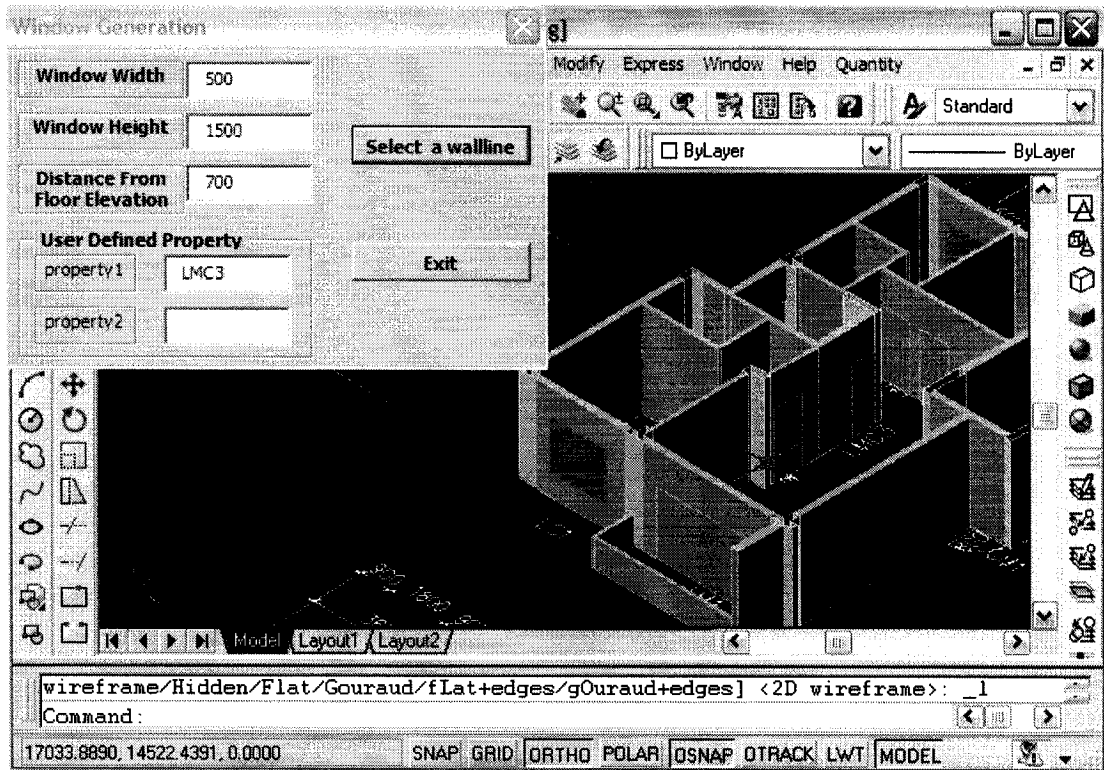 Window Generation
g]
Modify Express Window Help Quantity
Standard
ByLayer
ByLayer
Window Width
500
Window Height
1500
Distance From
Floor Elevation
700
Select a wallline
User Defined Property
property1
LMC3
property2
Exit
Model Layout1 Layout2
wireframe/Hidden/Flat/Gouraud/fLat+edges/gOuraud+edges] <2D wireframe>: _l
Command:
17033.8890, 14522.4391, 0.0000
SNAP GRID ORTHO POLAR OSNAP OTRACK LWT MODEL